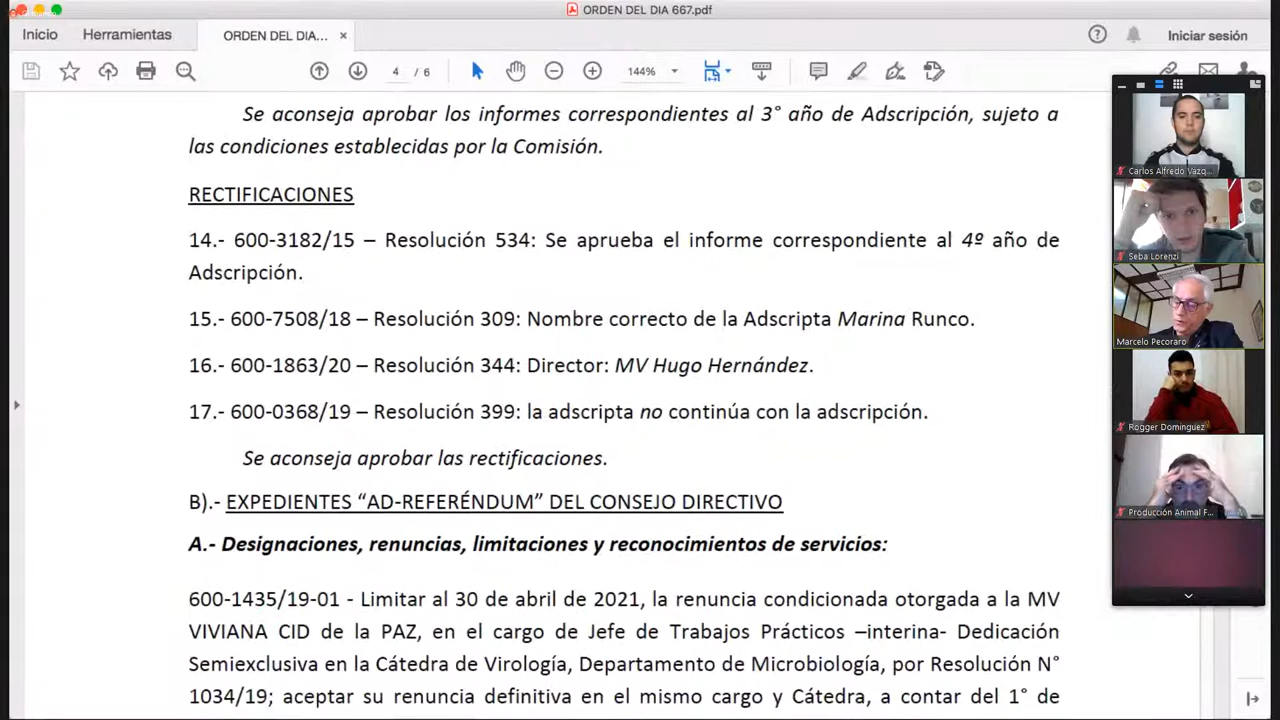 ORDEN DEL DIA 667.pdf
Inicio
Herramientas
ORDEN DEL DIA...
Iniciar sesión
4 / 6
144%
Se aconseja aprobar los informes correspondientes al 3° año de Adscripción, sujeto a
las condiciones establecidas por la Comisión.
RECTIFICACIONES
14.- 600-3182/15 – Resolución 534: Se aprueba el informe correspondiente al 4º año de
Adscripción.
15.- 600-7508/18 – Resolución 309: Nombre correcto de la Adscripta Marina Runco.
16.- 600-1863/20 – Resolución 344: Director: MV Hugo Hernández.
17.- 600-0368/19 – Resolución 399: la adscripta no continúa con la adscripción.
Se aconseja aprobar las rectificaciones.
B).- EXPEDIENTES “AD-REFERÉNDUM” DEL CONSEJO DIRECTIVO
A.- Designaciones, renuncias, limitaciones y reconocimientos de servicios:
600-1435/19-01 - Limitar al 30 de abril de 2021, la renuncia condicionada otorgada a la MV
VIVIANA CID de la PAZ, en el cargo de Jefe de Trabajos Prácticos –interina- Dedicación
Semiexclusiva en la Cátedra de Virología, Departamento de Microbiología, por Resolución N°
1034/19; aceptar su renuncia definitiva en el mismo cargo y Cátedra, a contar del 1° de
Carlos Alfredo Vazq...
Seba Lorenzi
Marcelo Pecoraro
Rogger Dominguez
Producción Animal F...